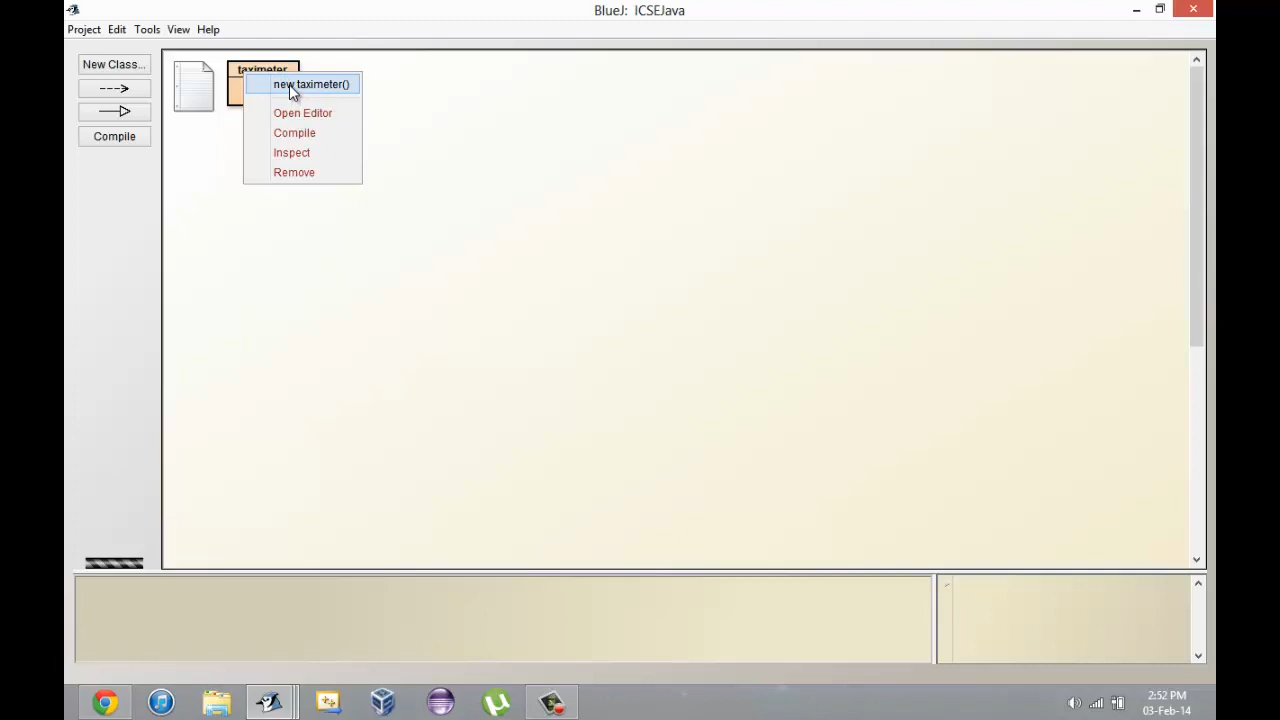 BlueJ: ICSEJava
Project Edit Tools View Help
New Class...
Compile
taximeter
new taximeter()
Open Editor
Compile
Inspect
Remove
2:52 PM
03-Feb-14